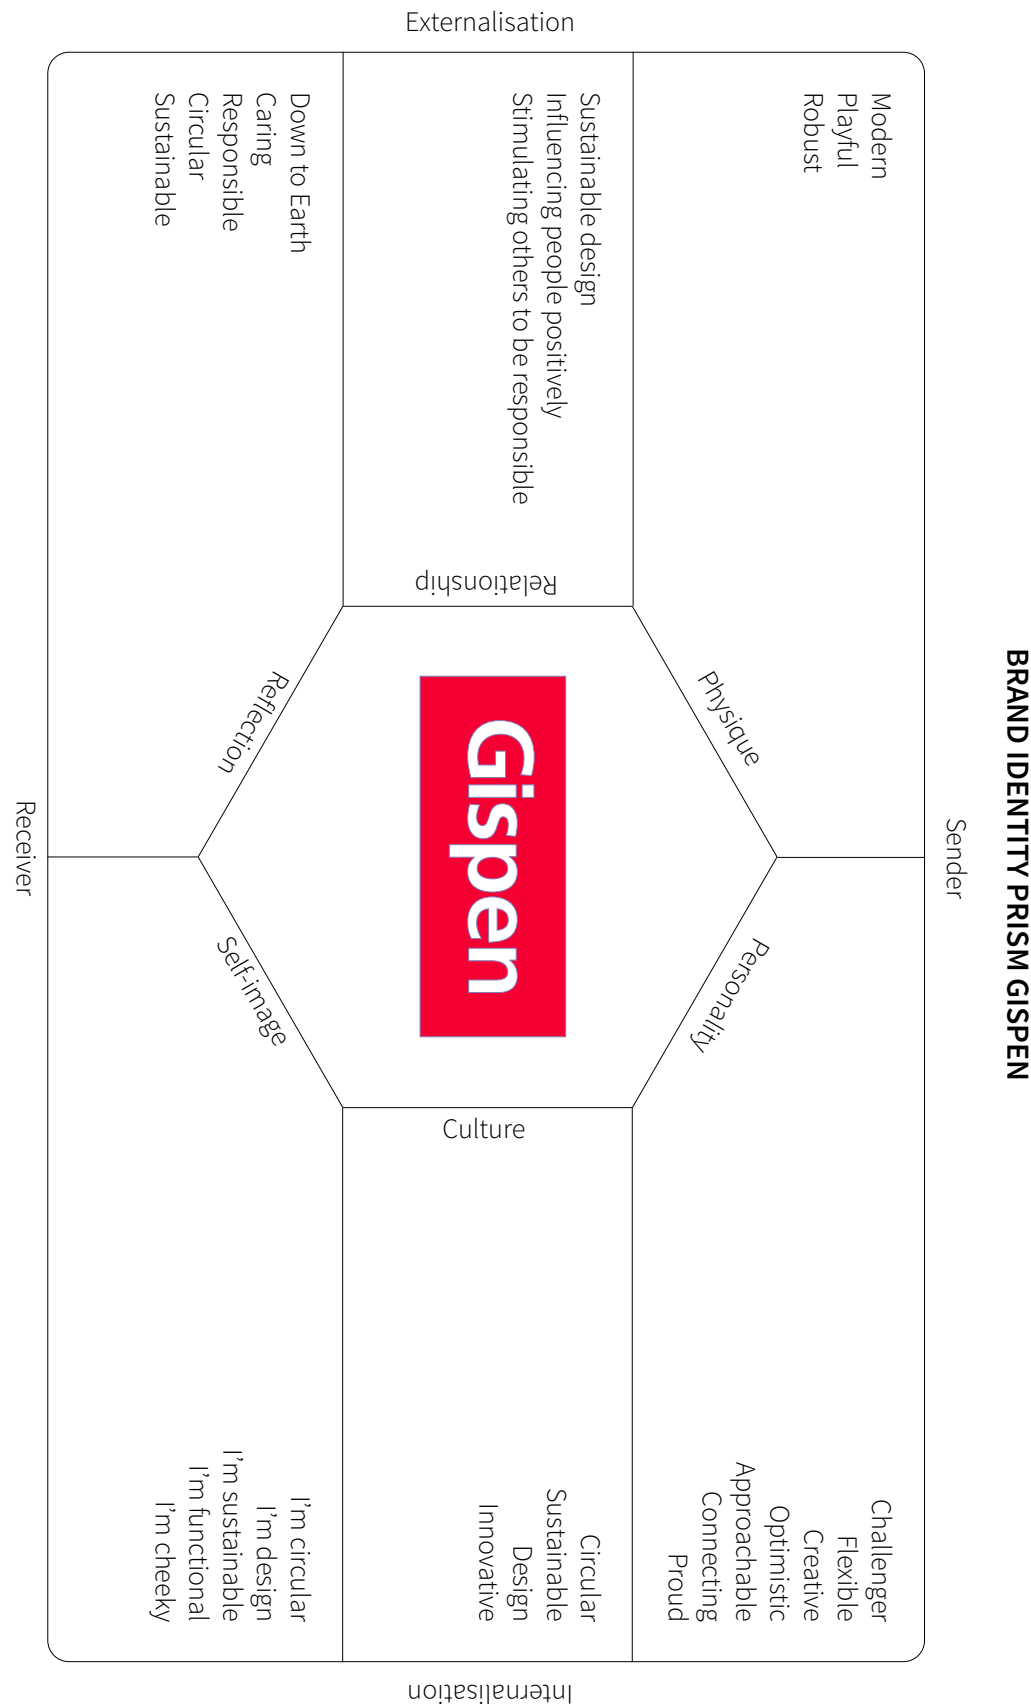 BRAND IDENTITY PRISM GISPEN
Sender
Modern
Playful
Robust
Physique
Personality
Challenger
Flexible
Creative
Optimistic
Approachable
Connecting
Proud
Externalisation
Sustainable design
Influencing people positively
Stimulating others to be responsible
Relationship
Gispen
Culture
Circular
Sustainable
Design
Innovative
Internalisation
Down to Earth
Caring
Responsible
Circular
Sustainable
Reflection
Self-image
I'm circular
I'm design
I'm sustainable
I'm functional
I'm cheeky
Receiver